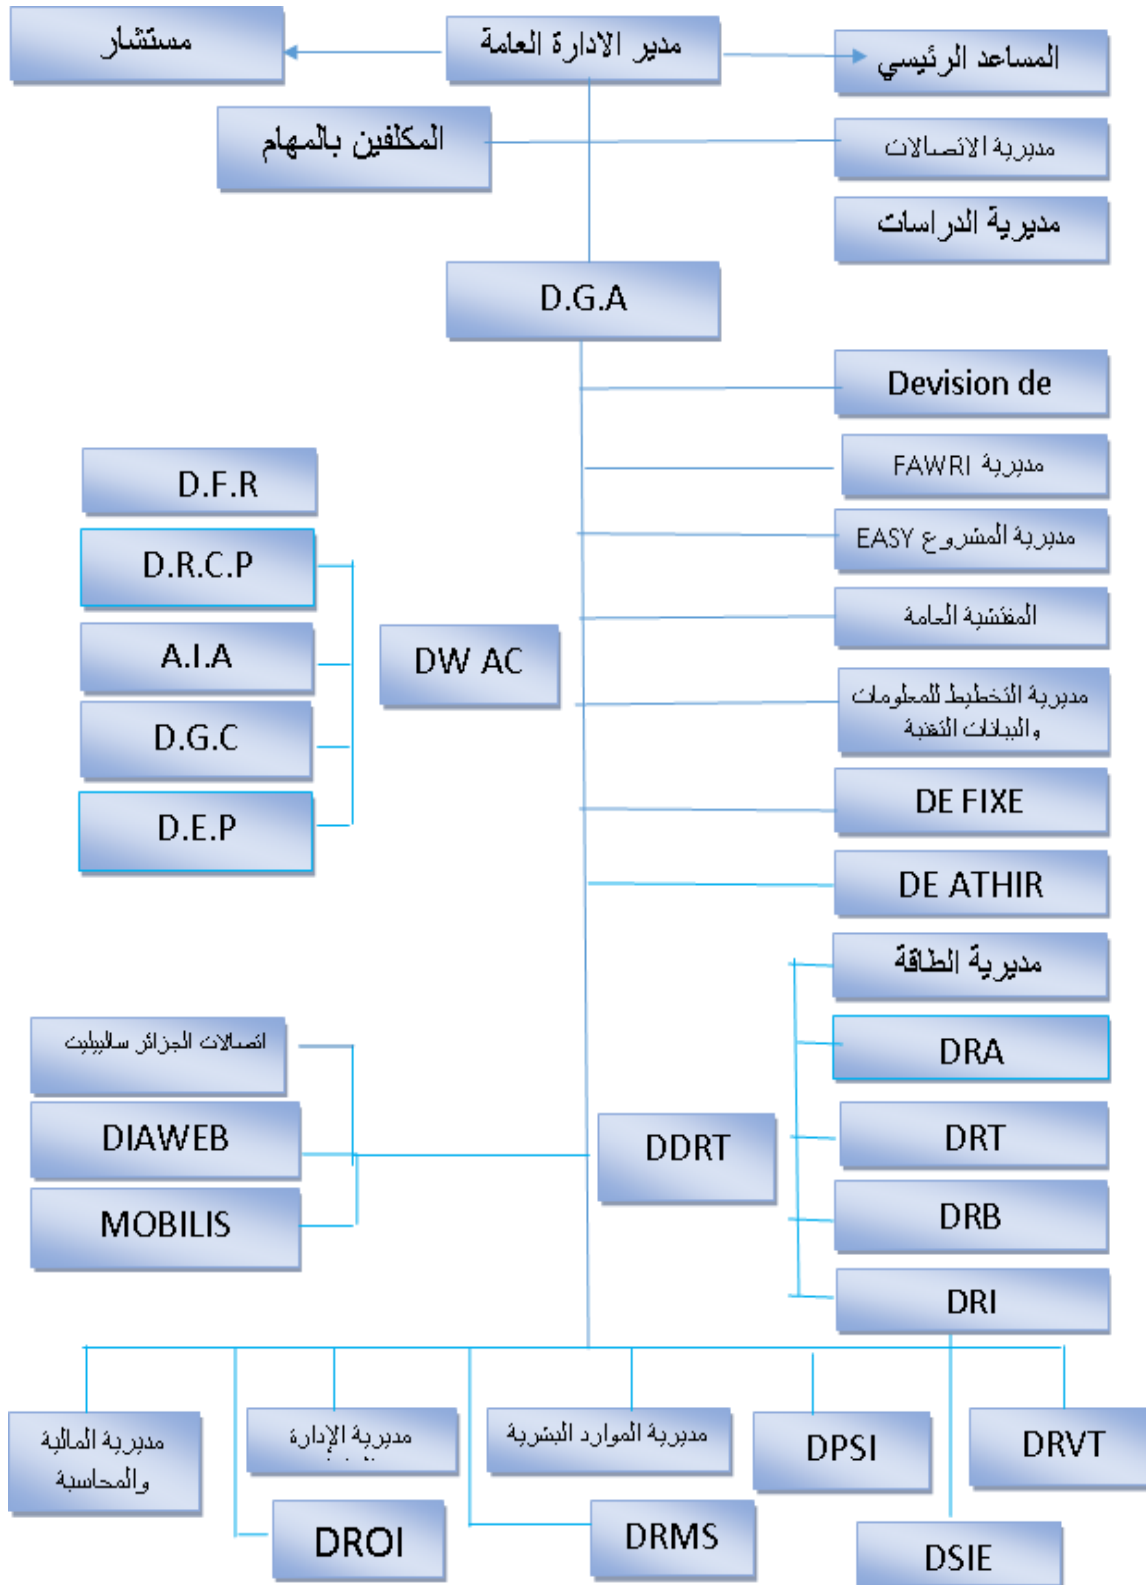 مدير الادارة العامة
مستشار
المساعد الرئيسي
المكلفين بالمهام
مديرية الاتصالات
مديرية الدراسات
D.G.A
Devision de
مديرية FAWRI
مديرية المشروع EASY
المفتشية العامة
مديرية التخطيط للمعلومات
والبيانات التقنية
DE FIXE
DE ATHIR
D.F.R
D.R.C.P
A.I.A
D.G.C
D.E.P
DW AC
مديرية الطاقة
DRA
DRT
DRB
DRI
DDRT
اتصالات الجزائر ساتيليت
DIAWEB
MOBILIS
مديرية المالية
والمحاسبة
مديرية الإدارة
مديرية الموارد البشرية
DPSI
DRVT
DROI
DRMS
DSIE